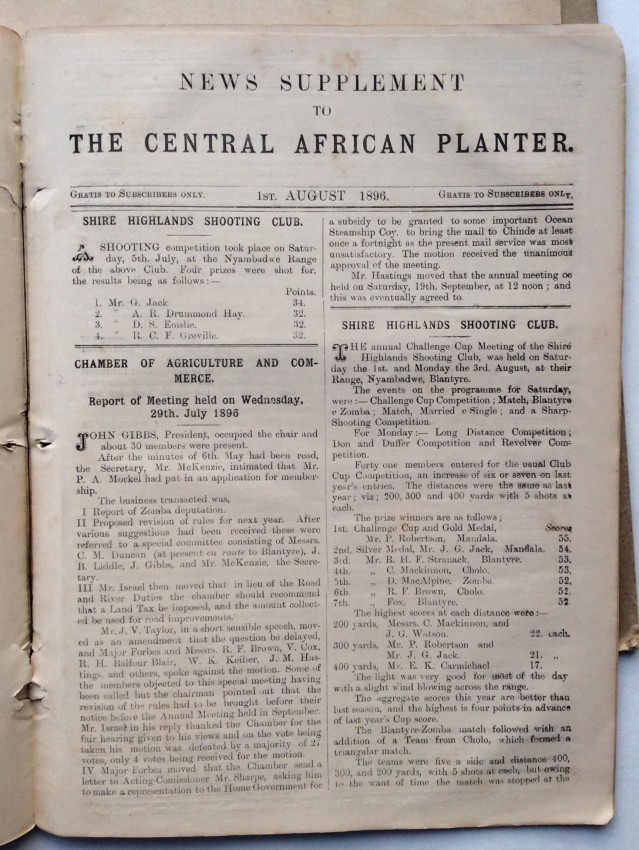 NEWS SUPPLEMENT
TO
THE CENTRAL AFRICAN PLANTER.
GRATIS TO SUBSCRIBERS ONLY. 1ST. AUGUST 1896. GRATIS TO SUBSCRIBERS ONLY.
SHIRE HIGHLANDS SHOOTING CLUB.
A SHOOTING competition took place on Satur-
day, 5th. July, at the Nyambadwe Range
of the above Club. Four prizes were shot for,
the results being as follows:—
Points.
1. Mr. G. Jack 34.
2. " A. R. Drummond Hay. 32.
3. " D. S. Emslie. 32.
4. " R. C. F. Greville. 32.
CHAMBER OF AGRICULTURE AND COM-
MERCE.
Report of Meeting held on Wednesday,
29th. July 1896
JOHN GIBBS, President, occupied the chair and
about 30 members were present.
After the minutes of 6th. May had been read,
the Secretary, Mr. McKenzie, intimated that Mr.
P. A. Morkel had put in an application for member-
ship.
The business transacted was,
I Report of Zomba deputation.
II Proposed revision of rules for next year. After
various suggestions had been received these were
referred to a special committee consisting of Messrs.
C. M. Duncan (at present en route to Blantyre), J.
B. Liddle, J. Gibbs, and Mr. McKenzie, the Secre-
tary.
III Mr. Israel then moved that in lieu of the Road
and River Duties the chamber should recommend
that a Land Tax be imposed, and the amount collect-
ed be used for road improvements.
Mr. J. V. Taylor, in a short sensible speech, mov-
ed as an amendment that the question be delayed,
and Major Forbes and Messrs. R. F. Brown, V. Cox,
R. H. Balfour Blair, W. K. Keiller, J. M. Has-
tings, and others, spoke against the motion. Some of
the members objected to this special meeting having
been called but the chairman pointed out that the
revision of the rules had to be brought before their
notice before the Annual Meeting held in September.
Mr. Israel in his reply thanked the Chamber for the
fair hearing given to his views and on the vote being
taken his motion was defeated by a majority of 27
votes, only 4 votes being received for the motion.
IV Major Forbes moved that the Chamber send a
letter to Acting-Comissioner Mr. Sharpe, asking him
to make a representation to the Home Government for
a subsidy to be granted to some important Ocean
Steamship Coy. to bring the mail to Chinde at least
once a fortnight as the present mail service was most
unsatisfactory. The motion received the unanimous
approval of the meeting.
Mr. Hastings moved that the annual meeting be
held on Saturday, 19th. September, at 12 noon; and
this was eventually agreed to.
SHIRE HIGHLANDS SHOOTING CLUB.
THE annual Challenge Cup Meeting of the Shiré
Highlands Shooting Club, was held on Satur-
day the 1st. and Monday the 3rd. August, at their
Range, Nyambadwe, Blantyre.
The events on the programme for Saturday,
were:— Challenge Cup Competition; Match, Blantyre
v Zomba; Match, Married v Single; and a Sharp-
Shooting Competition.
For Monday:— Long Distance Competition;
Don and Duffer Competition and Revolver Com-
petition.
Forty one members entered for the usual Club
Cup Competition, an increase of six or seven on last
year's entries. The distances were the same as last
year; viz; 200, 300 and 400 yards with 5 shots at
each.
The prize winners are as follows;
1st. Challenge Cup and Gold Medal, Scores
Mr. P. Robertson, Mandala. 55.
2nd. Silver Medal, Mr. J. G. Jack, Mandala. 54.
3rd. Mr. R. H. F. Stranack, Blantyre. 53.
4th. „ C. Mackinnon, Cholo. 53,
5th. „ D. MacAlpine, Zomba. 52,
6th. „ R. F. Brown, Cholo. 52.
7th. „ Fox, Blantyre. 52
The highest scores at each distance were:—
200 yards, Messrs. C. Mackinnon, and
J. G. Watson. 22. each.
300 yards, Mr. P. Robertson and
Mr. J. G. Jack. 21. „
400 yards, Mr. E. K. Carmichael 17.
The light was very good for most of the day
with a slight wind blowing across the range.
The aggregate scores this year are better than
last season, and the highest is four points in advance
of last year's Cup score.
The Blantyre-Zomba match followed with an
addition of a Team from Cholo, which formed a
triangular match.
The teams were five a side and distance 400,
300, and 200 yards, with 5 shots at each, but owing
to the want of time the match was stopped at the